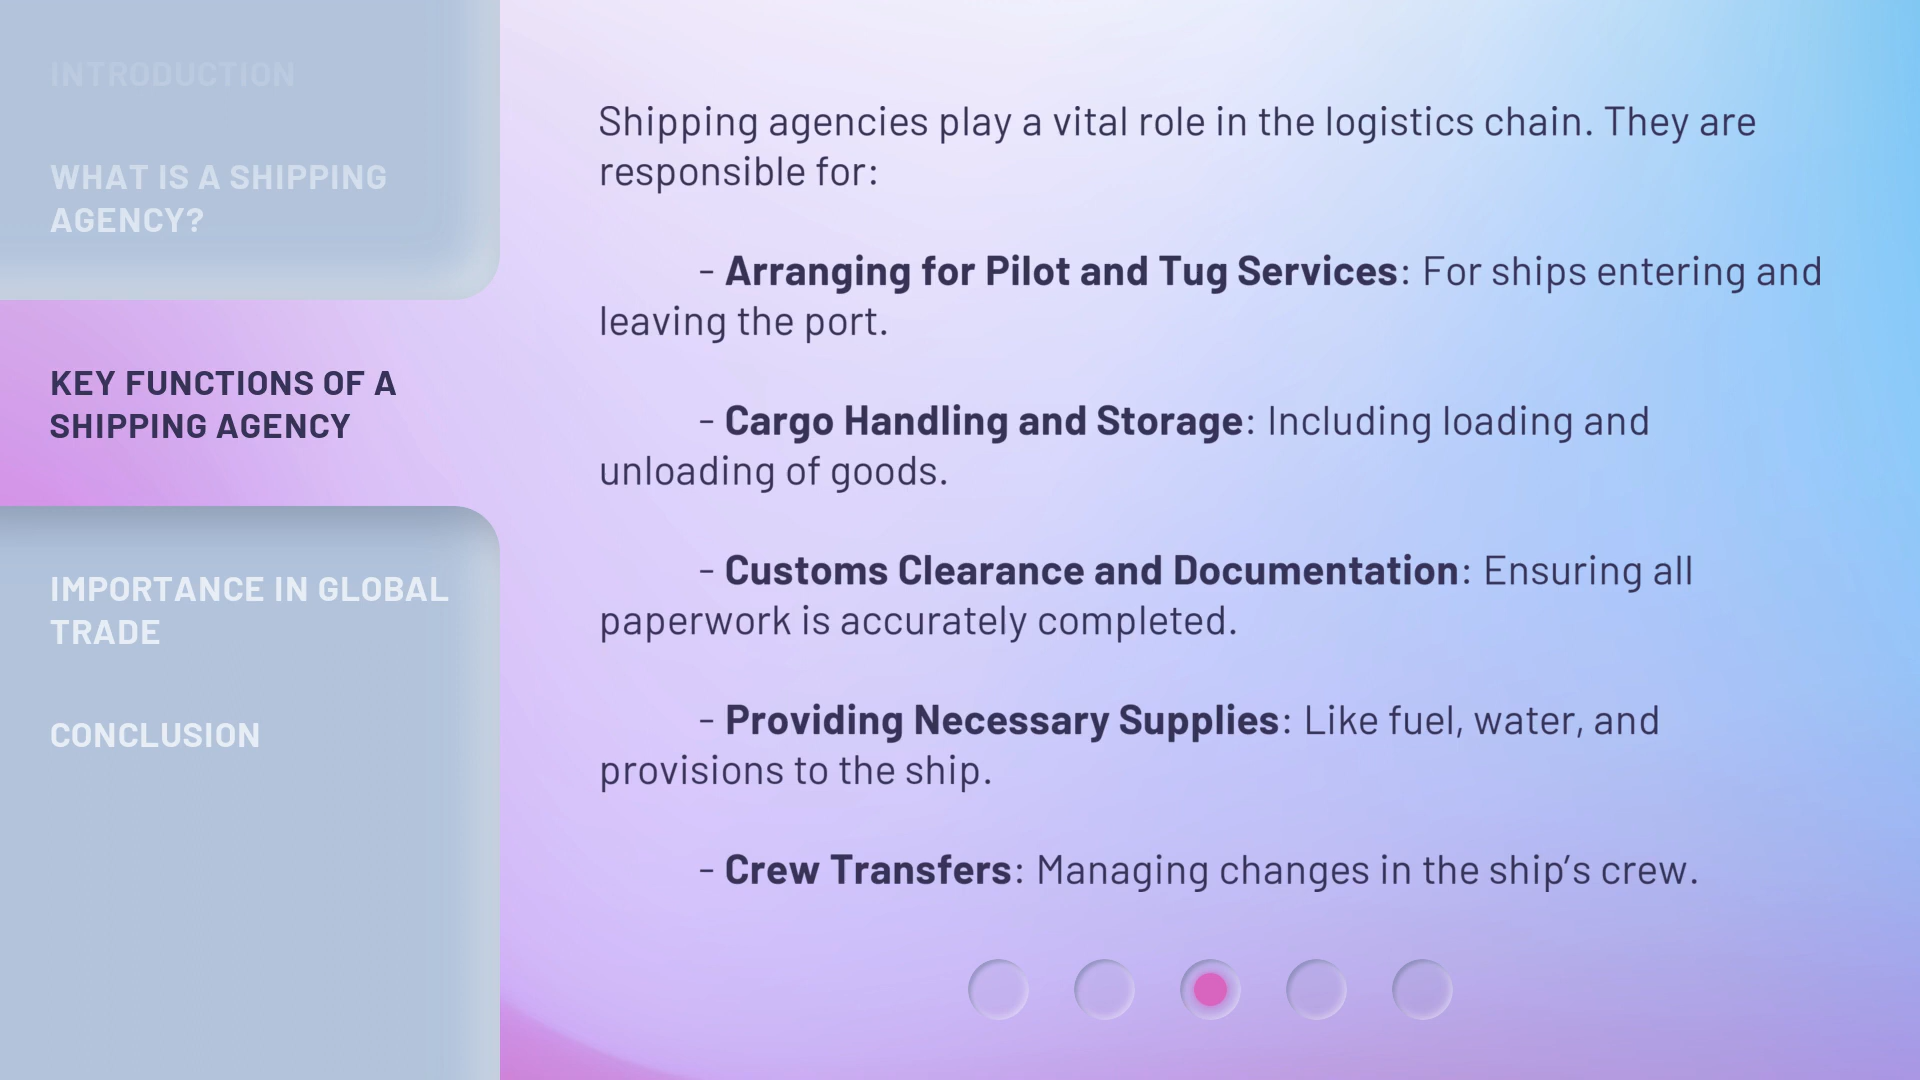 INTRODUCTION
WHAT IS A SHIPPING
AGENCY?
KEY FUNCTIONS OF A
SHIPPING AGENCY
IMPORTANCE IN GLOBAL
TRADE
CONCLUSION
Shipping agencies play a vital role in the logistics chain. They are
responsible for:
- Arranging for Pilot and Tug Services: For ships entering and
leaving the port.
- Cargo Handling and Storage: Including loading and
unloading of goods.
- Customs Clearance and Documentation: Ensuring all
paperwork is accurately completed.
- Providing Necessary Supplies: Like fuel, water, and
provisions to the ship.
- Crew Transfers: Managing changes in the ship’s crew.